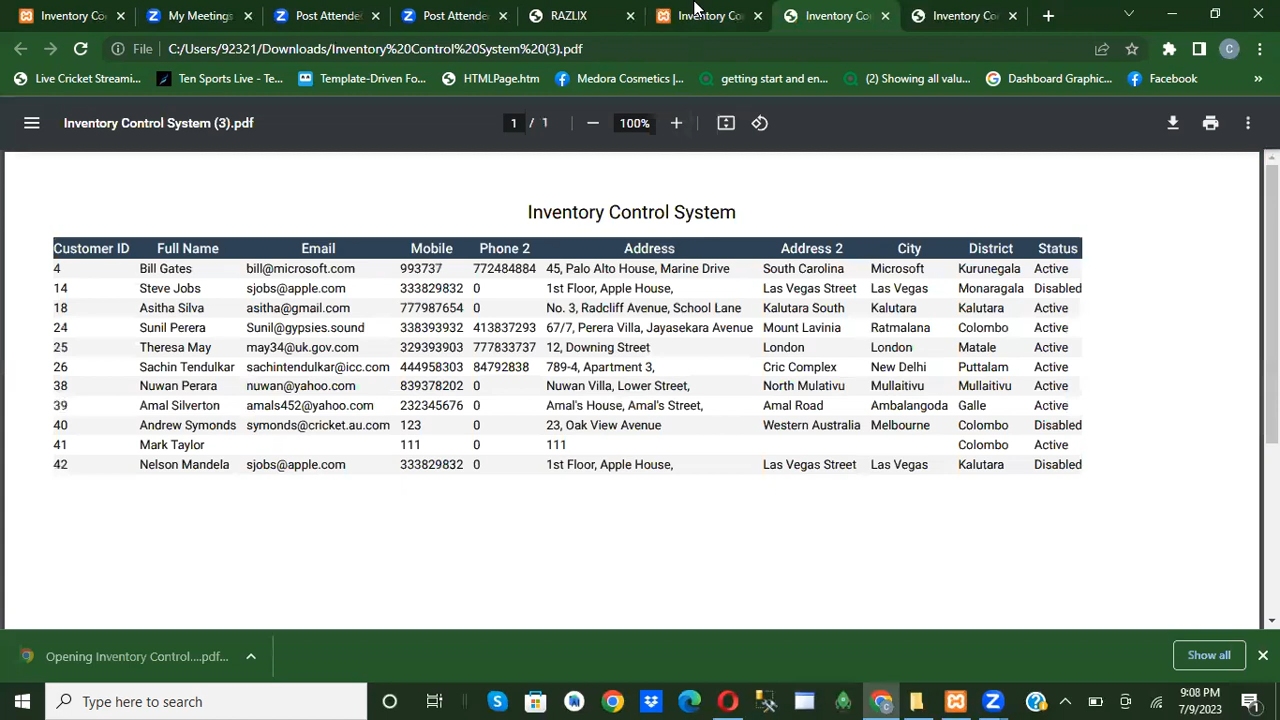 Inventory Co
My Meetings
Post Attende
Post Attende
RAZLIX
Inventory Co
Inventory Co
Inventory Co
File C:/Users/92321/Downloads/Inventory%20Control%20System%20(3).pdf C
Live Cricket Streami... Ten Sports Live - Te... Template-Driven Fo... HTMLPage.htm Medora Cosmetics |... getting start and en... (2) Showing all valu... Dashboard Graphic... Facebook »
Inventory Control System (3).pdf 1 / 1 100%
Inventory Control System
Customer ID Full Name Email Mobile Phone 2 Address Address 2 City District Status
4 Bill Gates bill@microsoft.com 993737 772484884 45, Palo Alto House, Marine Drive South Carolina Microsoft Kurunegala Active
14 Steve Jobs sjobs@apple.com 333829832 0 1st Floor, Apple House, Las Vegas Street Las Vegas Monaragala Disabled
18 Asitha Silva asitha@gmail.com 777987654 0 No. 3, Radcliff Avenue, School Lane Kalutara South Kalutara Kalutara Active
24 Sunil Perera Sunil@gypsies.sound 338393932 413837293 67/7, Perera Villa, Jayasekara Avenue Mount Lavinia Ratmalana Colombo Active
25 Theresa May may34@uk.gov.com 329393903 777833737 12, Downing Street London London Matale Active
26 Sachin Tendulkar sachintendulkar@icc.com 444958303 84792838 789-4, Apartment 3, Cric Complex New Delhi Puttalam Active
38 Nuwan Perara nuwan@yahoo.com 839378202 0 Nuwan Villa, Lower Street, North Mulativu Mullaitivu Mullaitivu Active
39 Amal Silverton amals452@yahoo.com 232345676 0 Amal's House, Amal's Street, Amal Road Ambalangoda Galle Active
40 Andrew Symonds symonds@cricket.au.com 123 0 23, Oak View Avenue Western Australia Melbourne Colombo Disabled
41 Mark Taylor 111 0 111 Colombo Active
42 Nelson Mandela sjobs@apple.com 333829832 0 1st Floor, Apple House, Las Vegas Street Las Vegas Kalutara Disabled
Opening Inventory Control....pdf... Show all
Type here to search
9:08 PM
7/9/2023